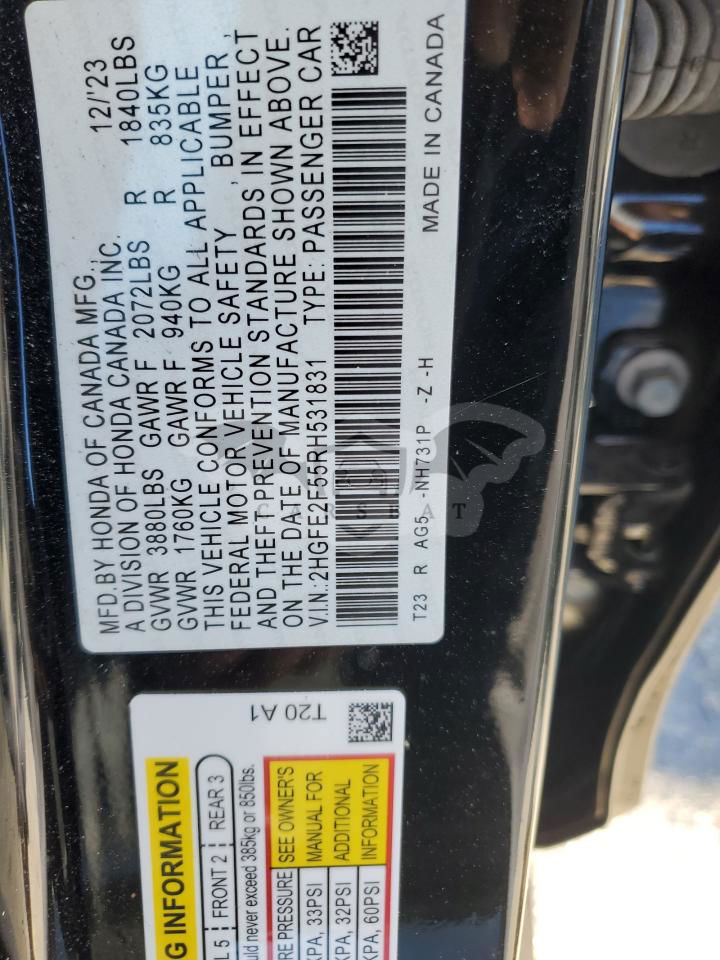 MFD.BY HONDA OF CANADA MFG.,
A DIVISION OF HONDA CANADA INC. 12/'23
GVWR 3880LBS GAWR F 2072LBS R 1840LBS
GVWR 1760KG GAWR F 940KG R 835KG
THIS VEHICLE CONFORMS TO ALL APPLICABLE
FEDERAL MOTOR VEHICLE SAFETY , BUMPER ,
AND THEFT PREVENTION STANDARDS IN EFFECT
ON THE DATE OF MANUFACTURE SHOWN ABOVE.
V.I.N.:2HGFE2F55RH531831 TYPE:PASSENGER CAR
T23 R AG5 -NH731P -Z -H MADE IN CANADA
CARSBAT
T20 A1
G INFORMATION
L 5 FRONT 2 REAR 3
uld never exceed 385kg or 850lbs.
RE PRESSURE SEE OWNER'S
KPA, 33PSI MANUAL FOR
KPA, 32PSI ADDITIONAL
KPA, 60PSI INFORMATION